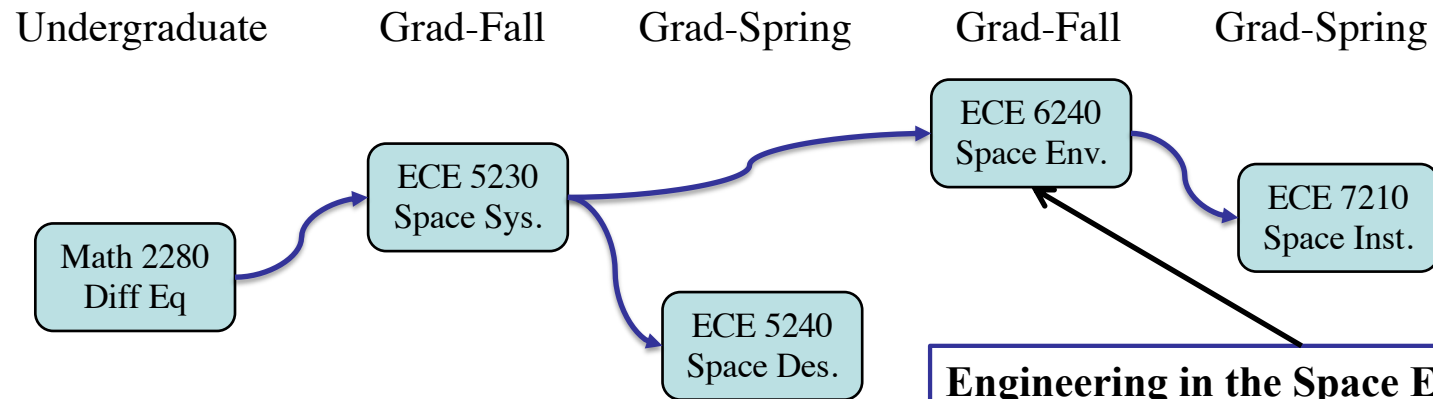 Undergraduate Grad-Fall Grad-Spring Grad-Fall Grad-Spring
ECE 6240
Space Env.
ECE 5230
Space Sys.
ECE 7210
Space Inst.
Math 2280
Diff Eq
ECE 5240
Space Des.
Engineering in the Space E